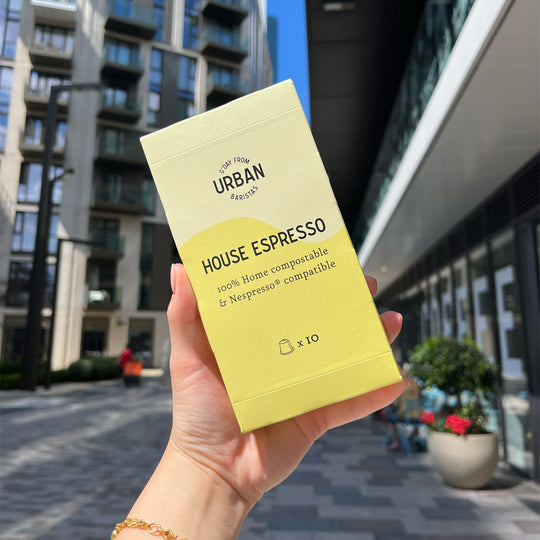 G'DAY FROM
URBAN
BARISTAS
HOUSE ESPRESSO
100% Home compostable
& Nespresso® compatible
x 10